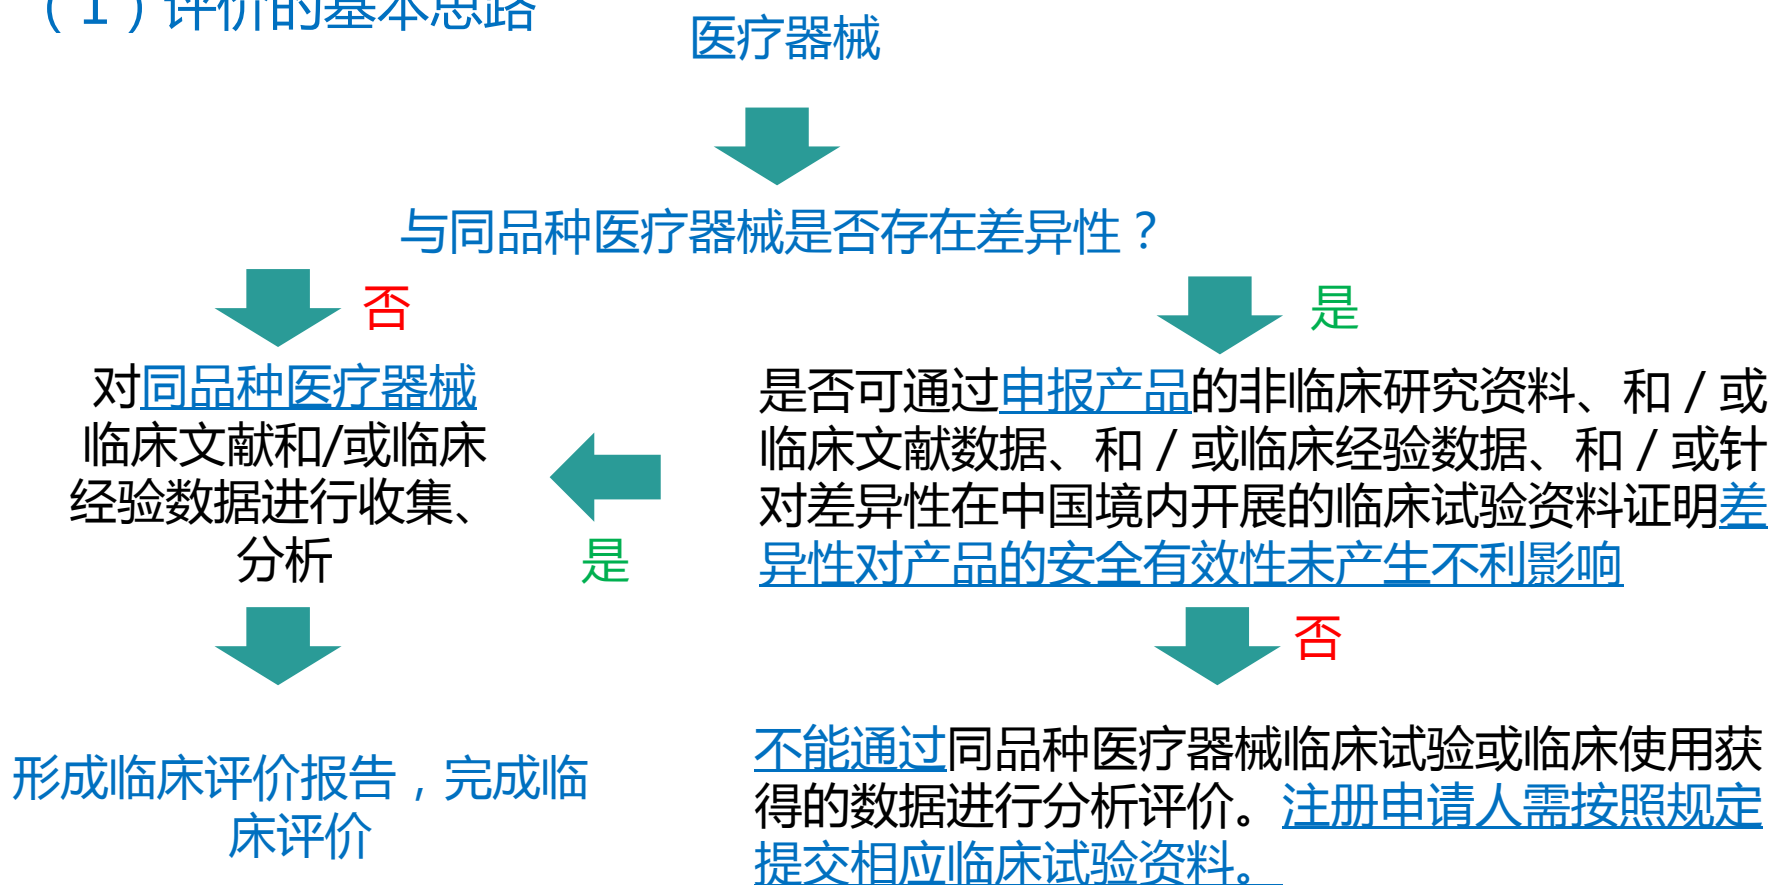 （1）评价的基本思路
医疗器械
与同品种医疗器械是否存在差异性？
否
是
对同品种医疗器械
临床文献和/或临床
经验数据进行收集、
分析
是否可通过申报产品的非临床研究资料、和／或
临床文献数据、和／或临床经验数据、和／或针
对差异性在中国境内开展的临床试验资料证明差
异性对产品的安全有效性未产生不利影响
是
否
形成临床评价报告，完成临
床评价
不能通过同品种医疗器械临床试验或临床使用获
得的数据进行分析评价。注册申请人需按照规定
提交相应临床试验资料。